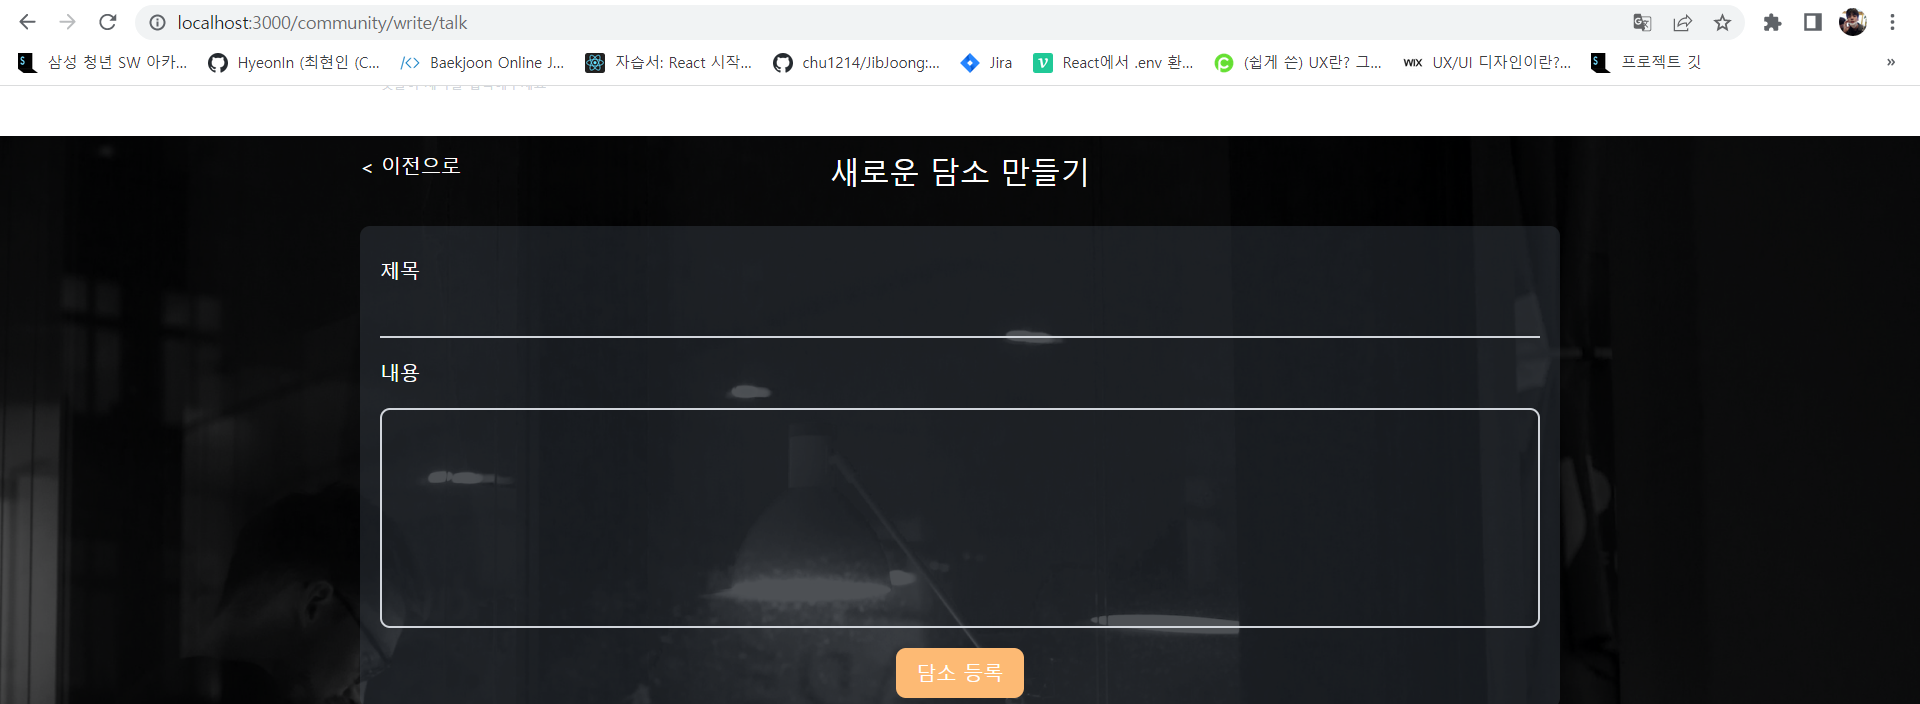 localhost:3000/community/write/talk
삼성 청년 SW 아카... HyeonIn (최현인 (C... Baekjoon Online J... 자습서: React 시작... chu1214/JibJoong:... Jira React에서 .env 환... (쉽게 쓴) UX란? 그... WIX UX/UI 디자인이란?... 프로젝트 깃 »
< 이전으로
새로운 담소 만들기
제목
내용
담소 등록